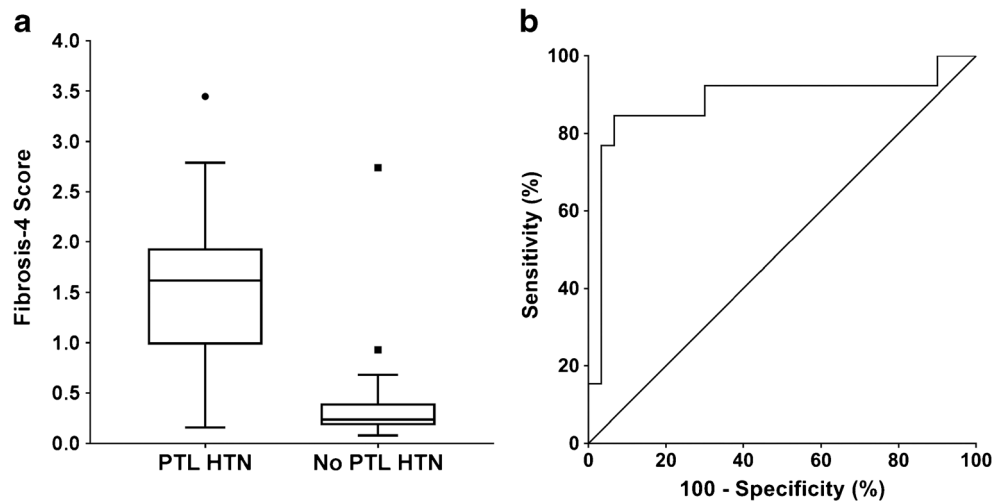 a
Fibrosis-4 Score
4.0
3.5
3.0
2.5
2.0
1.5
1.0
0.5
0.0
PTL HTN
No PTL HTN
b
Sensitivity (%)
100
80
60
40
20
0
0 20 40 60 80 100
100 - Specificity (%)